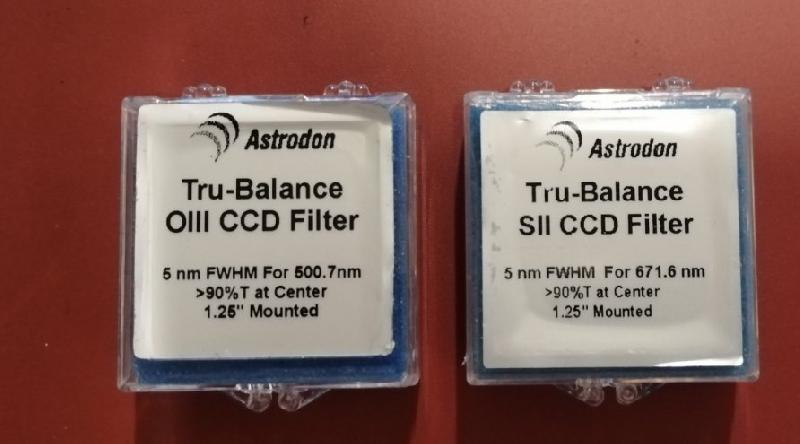 Astrodon
Tru-Balance
OIII CCD Filter
5 nm FWHM For 500.7nm
>90%T at Center
1.25" Mounted
Astrodon
Tru-Balance
SII CCD Filter
5 nm FWHM For 671.6 nm
>90%T at Center
1.25" Mounted